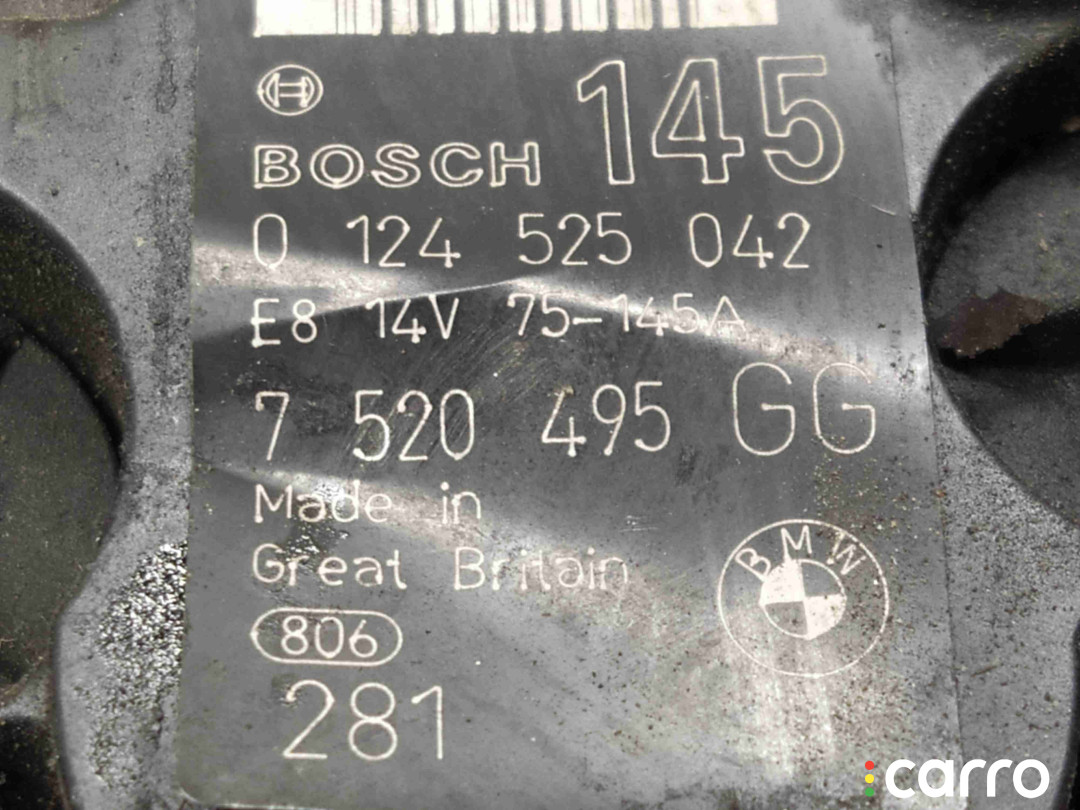 145
BOSCH
0 124 525 042
E8 14V 75-145A
7 520 495 GG
Made in
Great Britain
BMW
806
281
carro